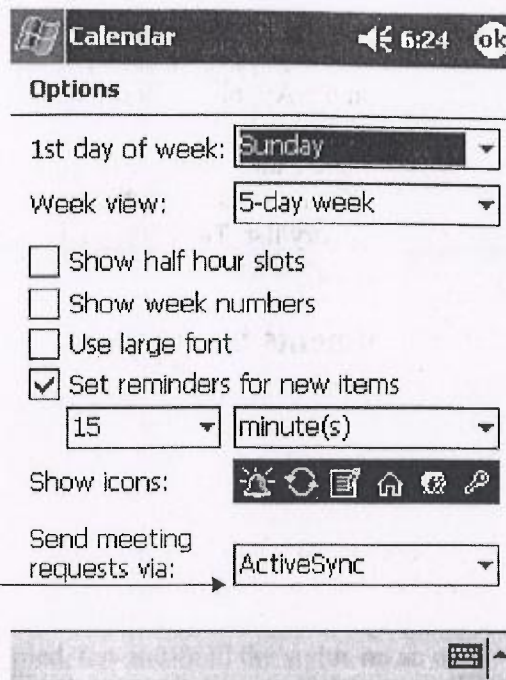 Calendar 6:24 ok
Options
1st day of week: Sunday
Week view: 5-day week
Show half hour slots
Show week numbers
Use large font
Set reminders for new items
15 minute(s)
Show icons:
Send meeting
requests via: ActiveSync